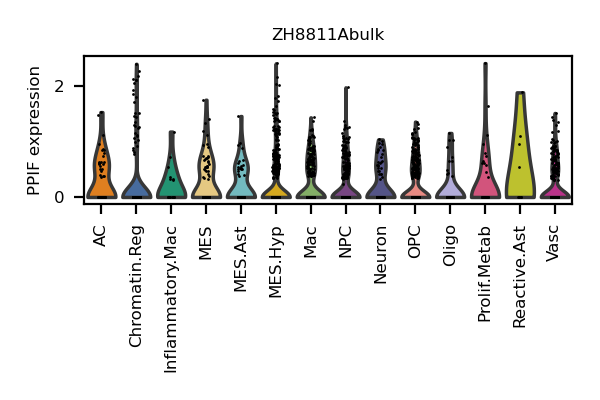 ZH8811Abulk
PPIF expression
2
0
AC
Chromatin.Reg
Inflammatory.Mac
MES
MES.Ast
MES.Hyp
Mac
NPC
Neuron
OPC
Oligo
Prolif.Metab
Reactive.Ast
Vasc